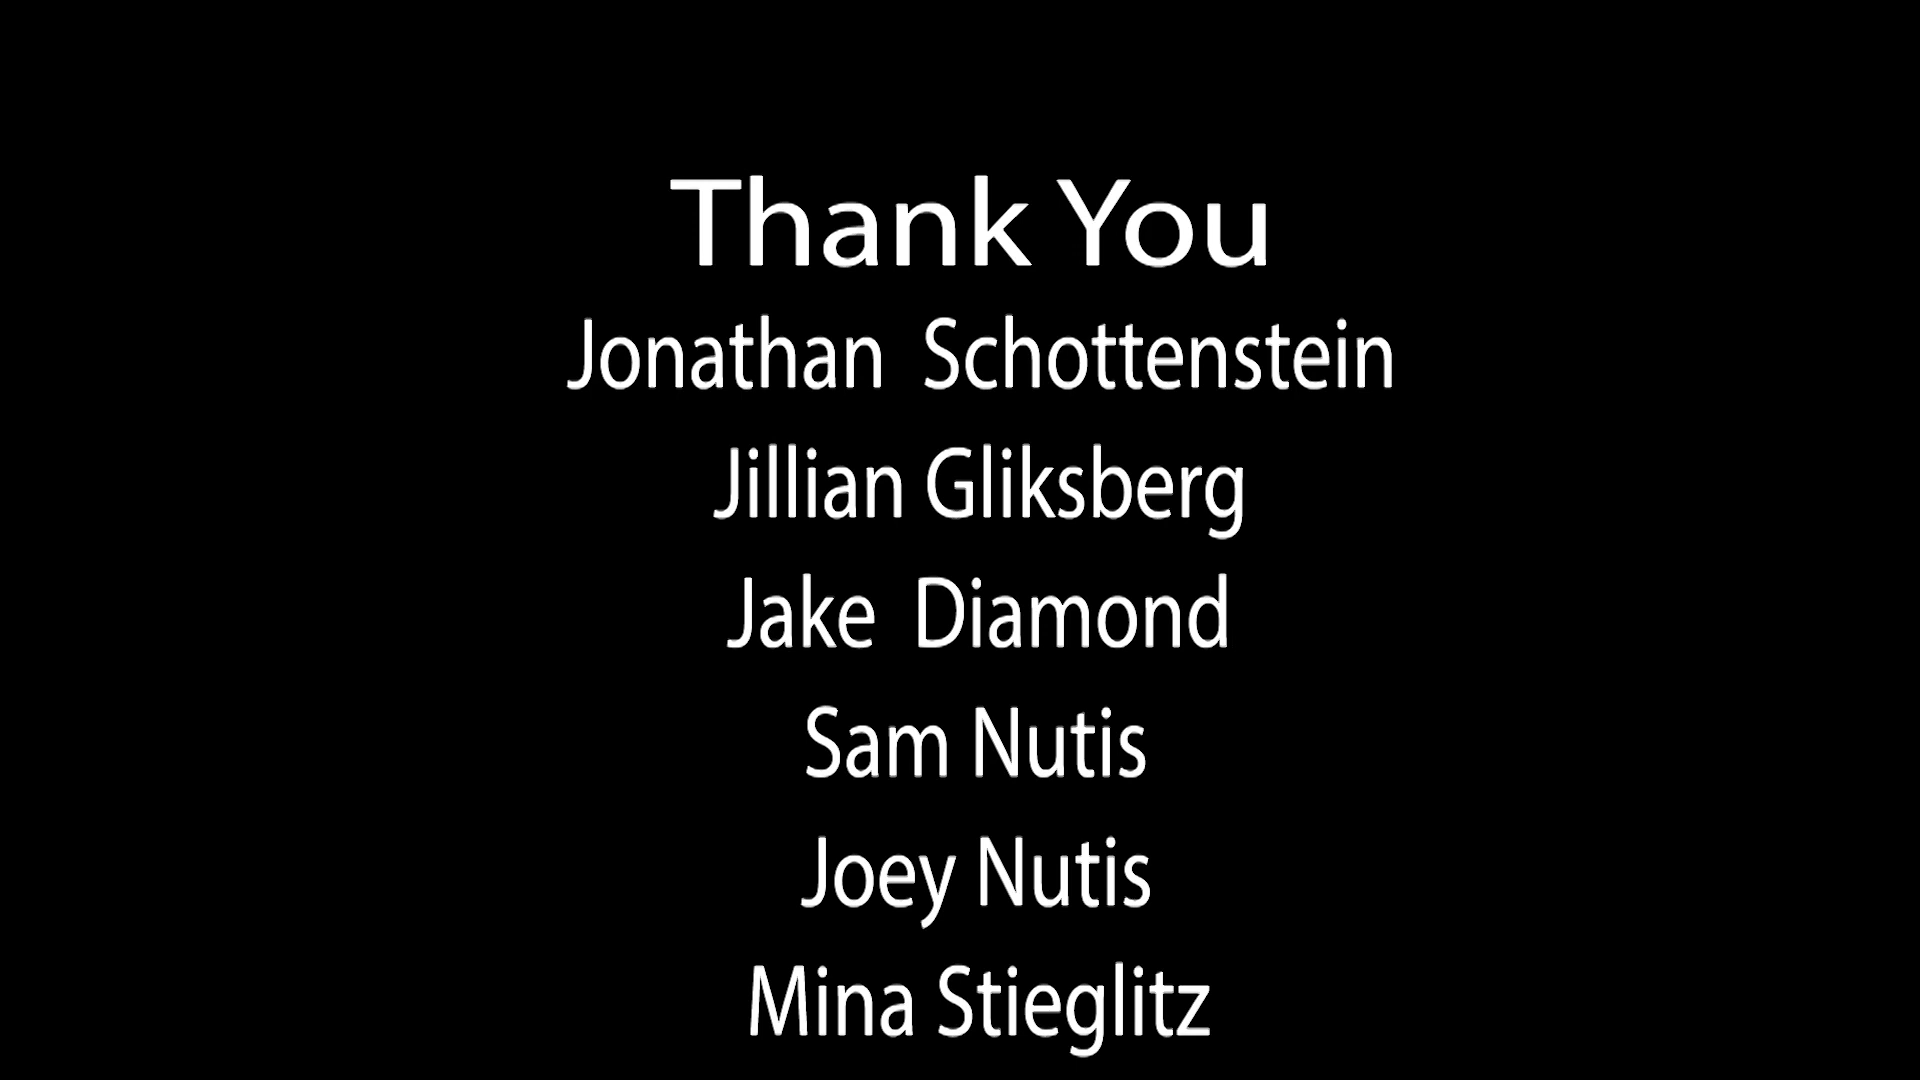 Thank You
Jonathan  Schottenstein
Jillian Gliksberg
Jake  Diamond
Sam Nutis
Joey Nutis
Mina Stieglitz